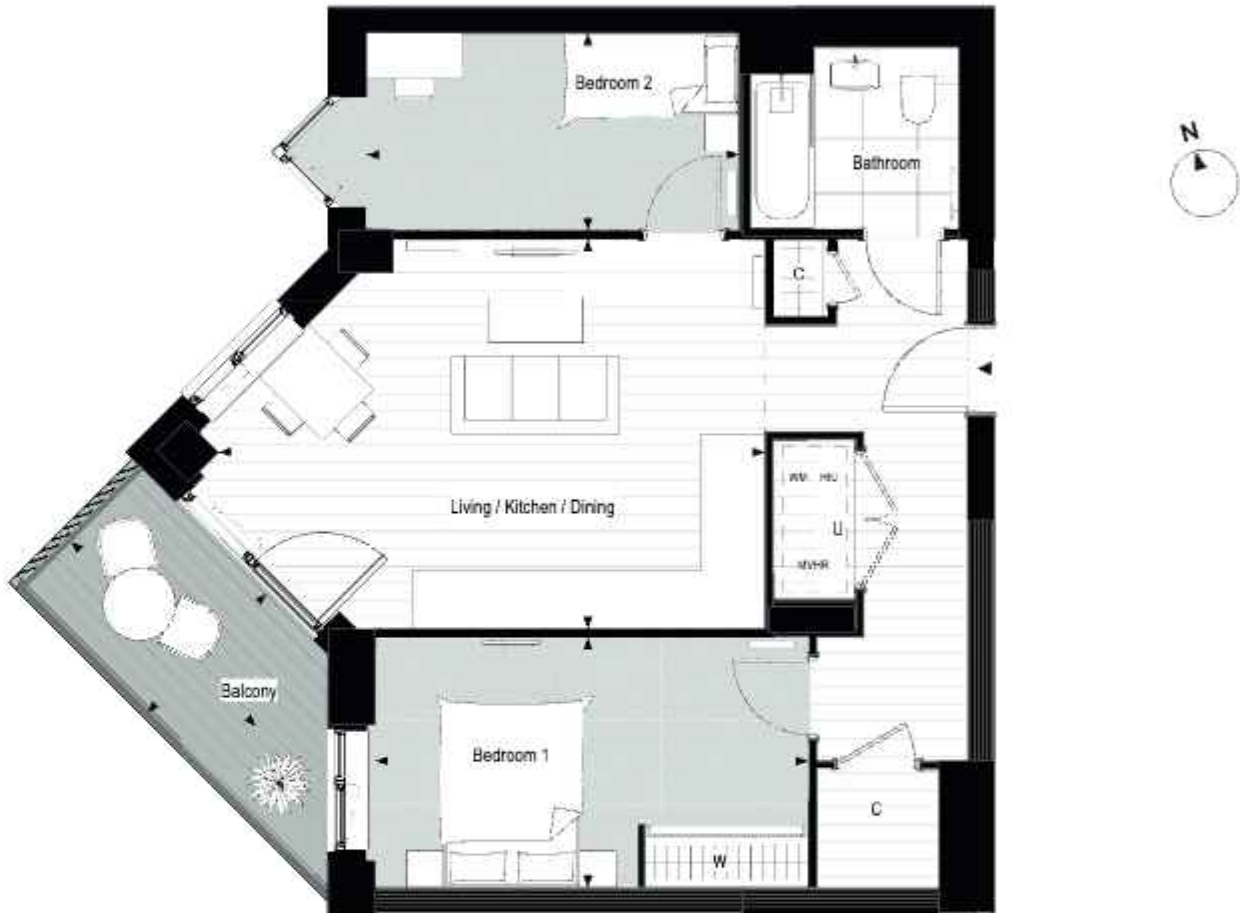 Bedroom 2
N
Bathroom
C
WM HIU
Living / Kitchen / Dining
U
MVHR
Balcony
Bedroom 1
C
W